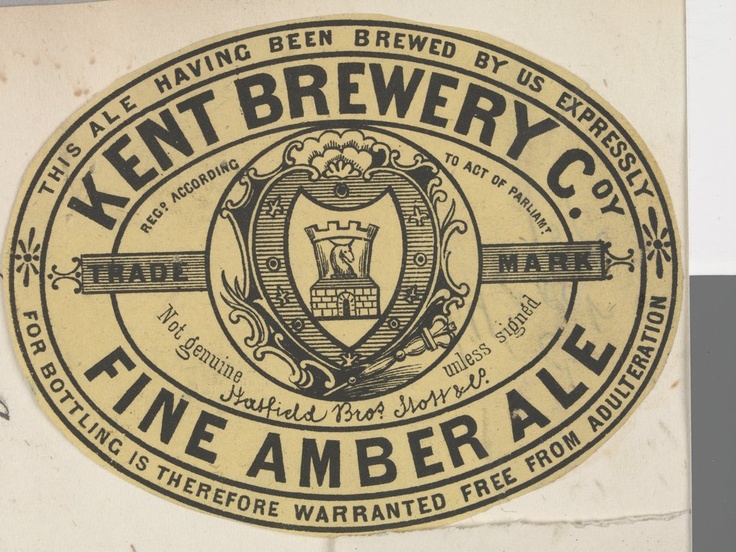 THIS ALE HAVING BEEN BREWED BY US EXPRESSLY
KENT BREWERY COY
REGD. ACCORDING TO ACT OF PARLIAMT.
TRADE MARK
Not genuine unless signed
Hatfield Bros. Stott & Co.
FINE AMBER ALE
FOR BOTTLING IS THEREFORE WARRANTED FREE FROM ADULTERATION